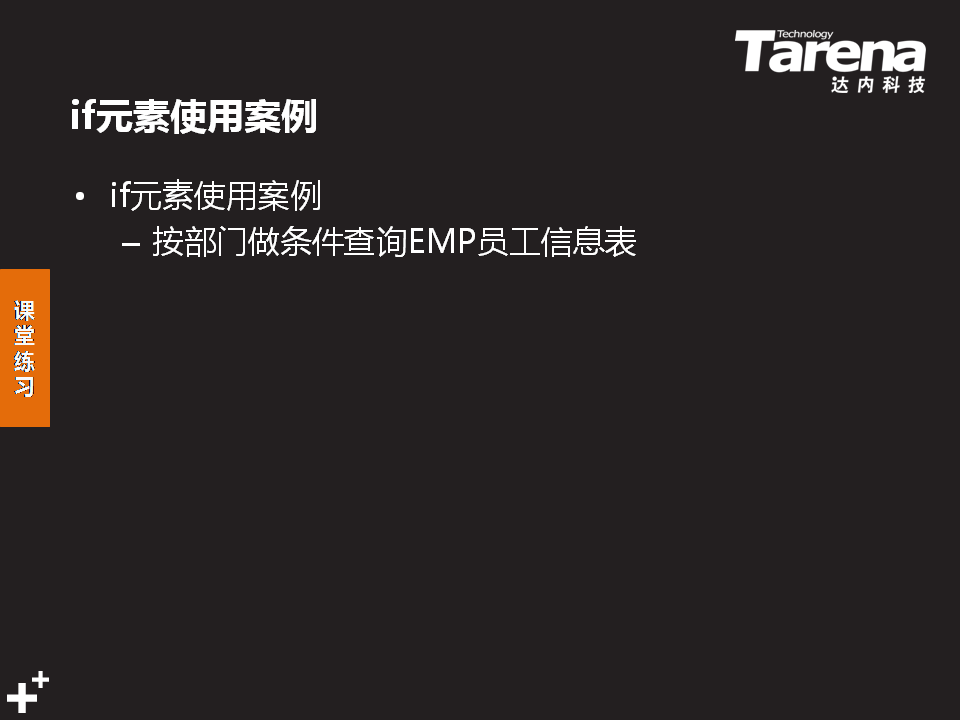 Technology
Tarena
达内科技
if元素使用案例
• if元素使用案例
– 按部门做条件查询EMP员工信息表
课
堂
练
习